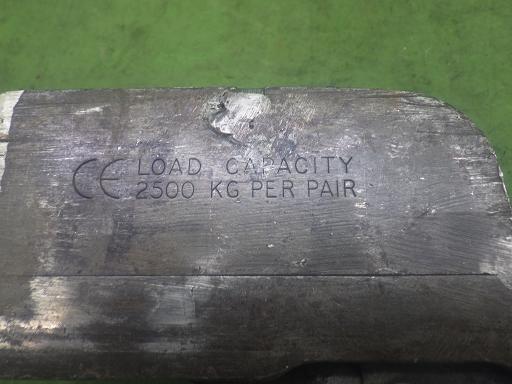 CE LOAD CAPACITY
2500 KG PER PAIR